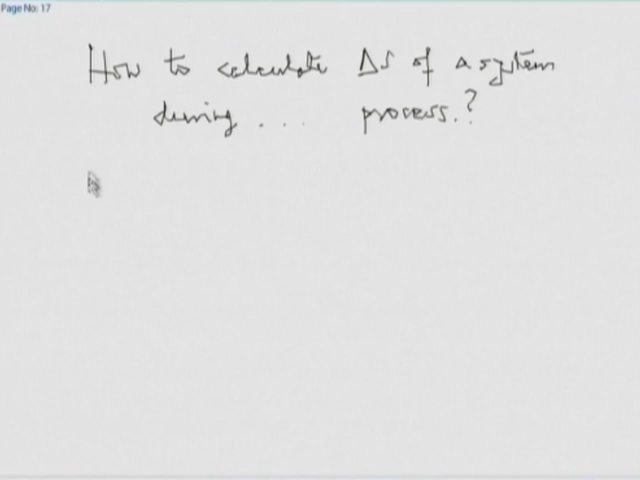 Page No: 17
How to calculate ΔS of a system
during ... process.?